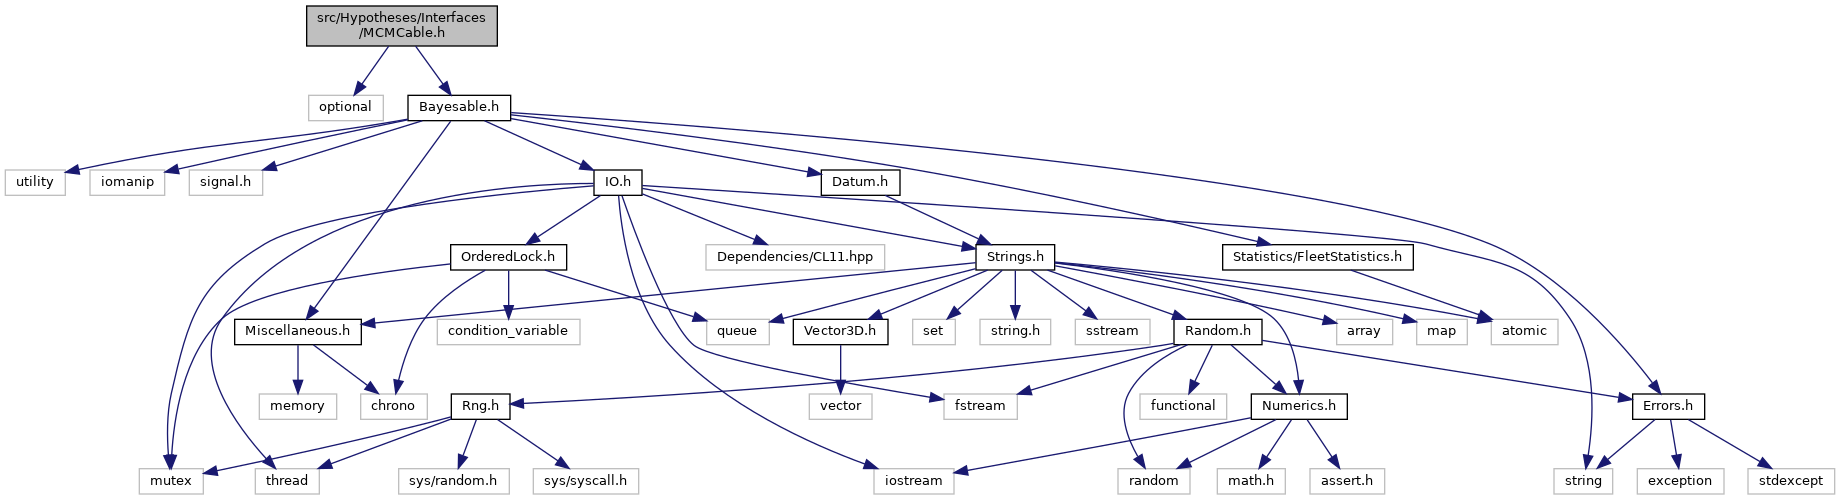 src/Hypotheses/Interfaces
/MCMCable.h
optional
Bayesable.h
utility
iomanip
signal.h
IO.h
Datum.h
OrderedLock.h
Dependencies/CL11.hpp
Strings.h
Statistics/FleetStatistics.h
Miscellaneous.h
condition_variable
queue
Vector3D.h
set
string.h
sstream
Random.h
array
map
atomic
memory
chrono
Rng.h
vector
fstream
functional
Numerics.h
Errors.h
mutex
thread
sys/random.h
sys/syscall.h
iostream
random
math.h
assert.h
string
exception
stdexcept